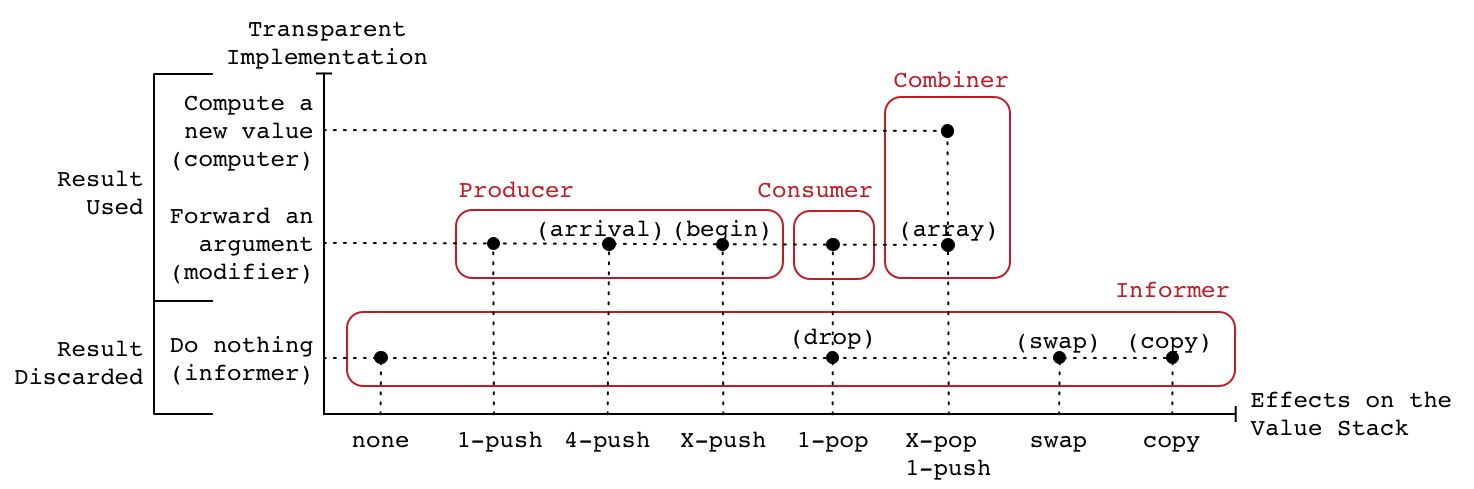 Transparent
Implementation
Combiner
Compute a
new value
(computer)
Result
Used
Producer
Consumer
Forward an
argument
(modifier)
(arrival)
(begin)
(array)
Informer
Result
Discarded
Do nothing
(informer)
(drop)
(swap)
(copy)
Effects on the
Value Stack
none
1-push
4-push
X-push
1-pop
X-pop
1-push
swap
copy